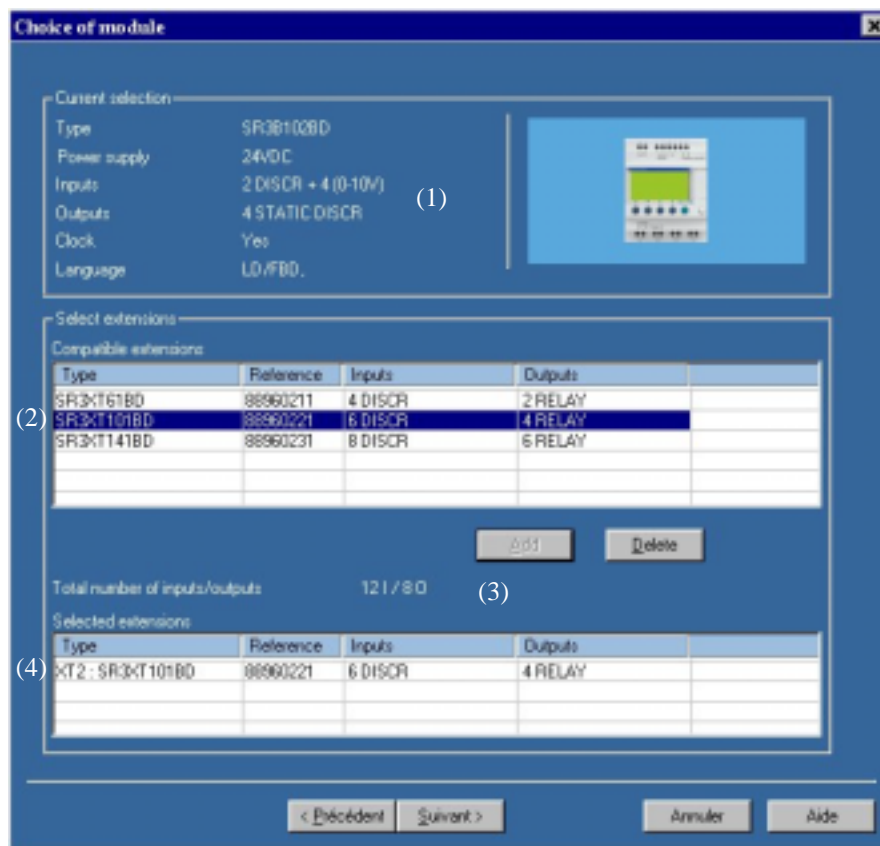 Choice of module
Current selection
Type SR3B102BD
Power supply 24VDC
Inputs 2 DISCR + 4 (0-10V)
(1)
Outputs 4 STATIC DISCR
Clock Yes
Language LD/FBD.
Select extensions
Compatible extensions
Type Reference Inputs Outputs
SR3XT61BD 88960211 4 DISCR 2 RELAY
(2) SR3XT101BD 88960221 6 DISCR 4 RELAY
SR3XT141BD 88960231 8 DISCR 6 RELAY
Add Delete
Total number of inputs/outputs 12 I / 8 O (3)
Selected extensions
Type Reference Inputs Outputs
(4) XT2 : SR3XT101BD 88960221 6 DISCR 4 RELAY
< Précédent Suivant > Annuler Aide